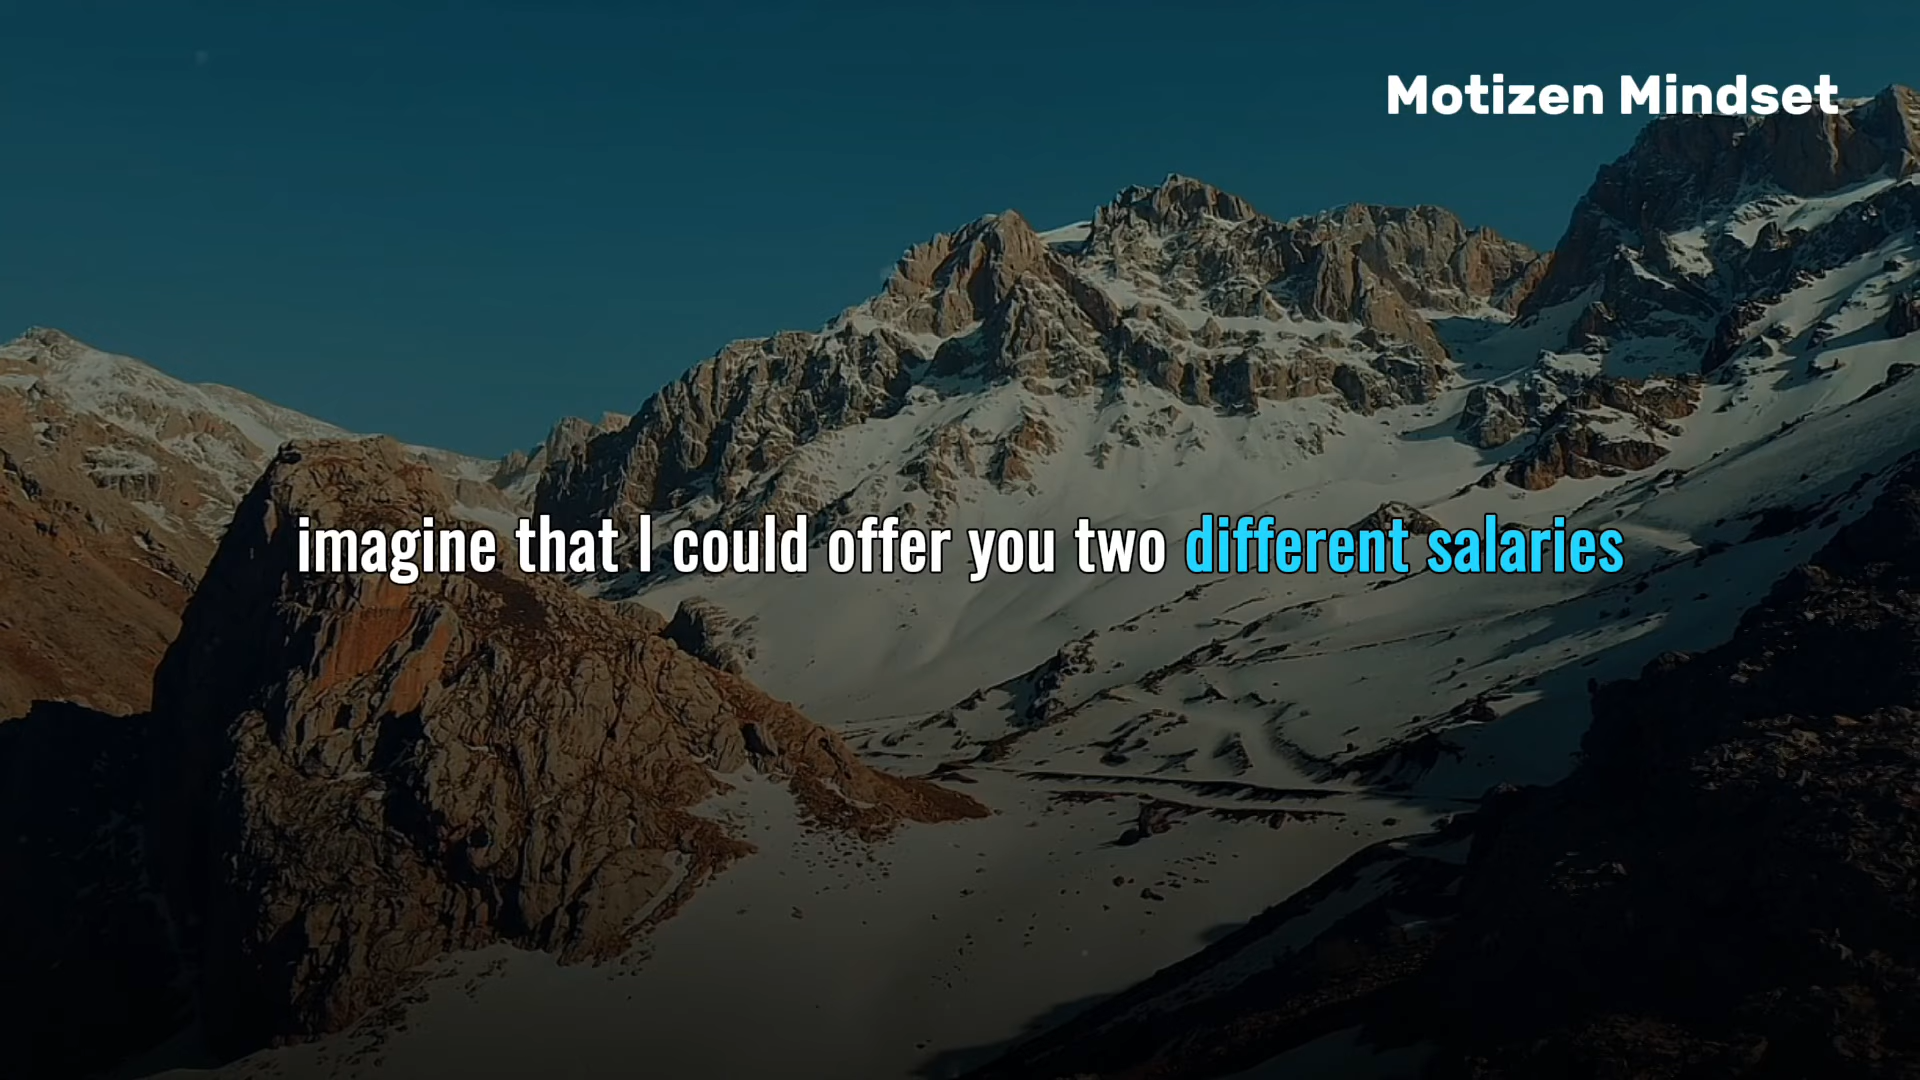 Motizen Mindset
imagine that I could offer you two different salaries